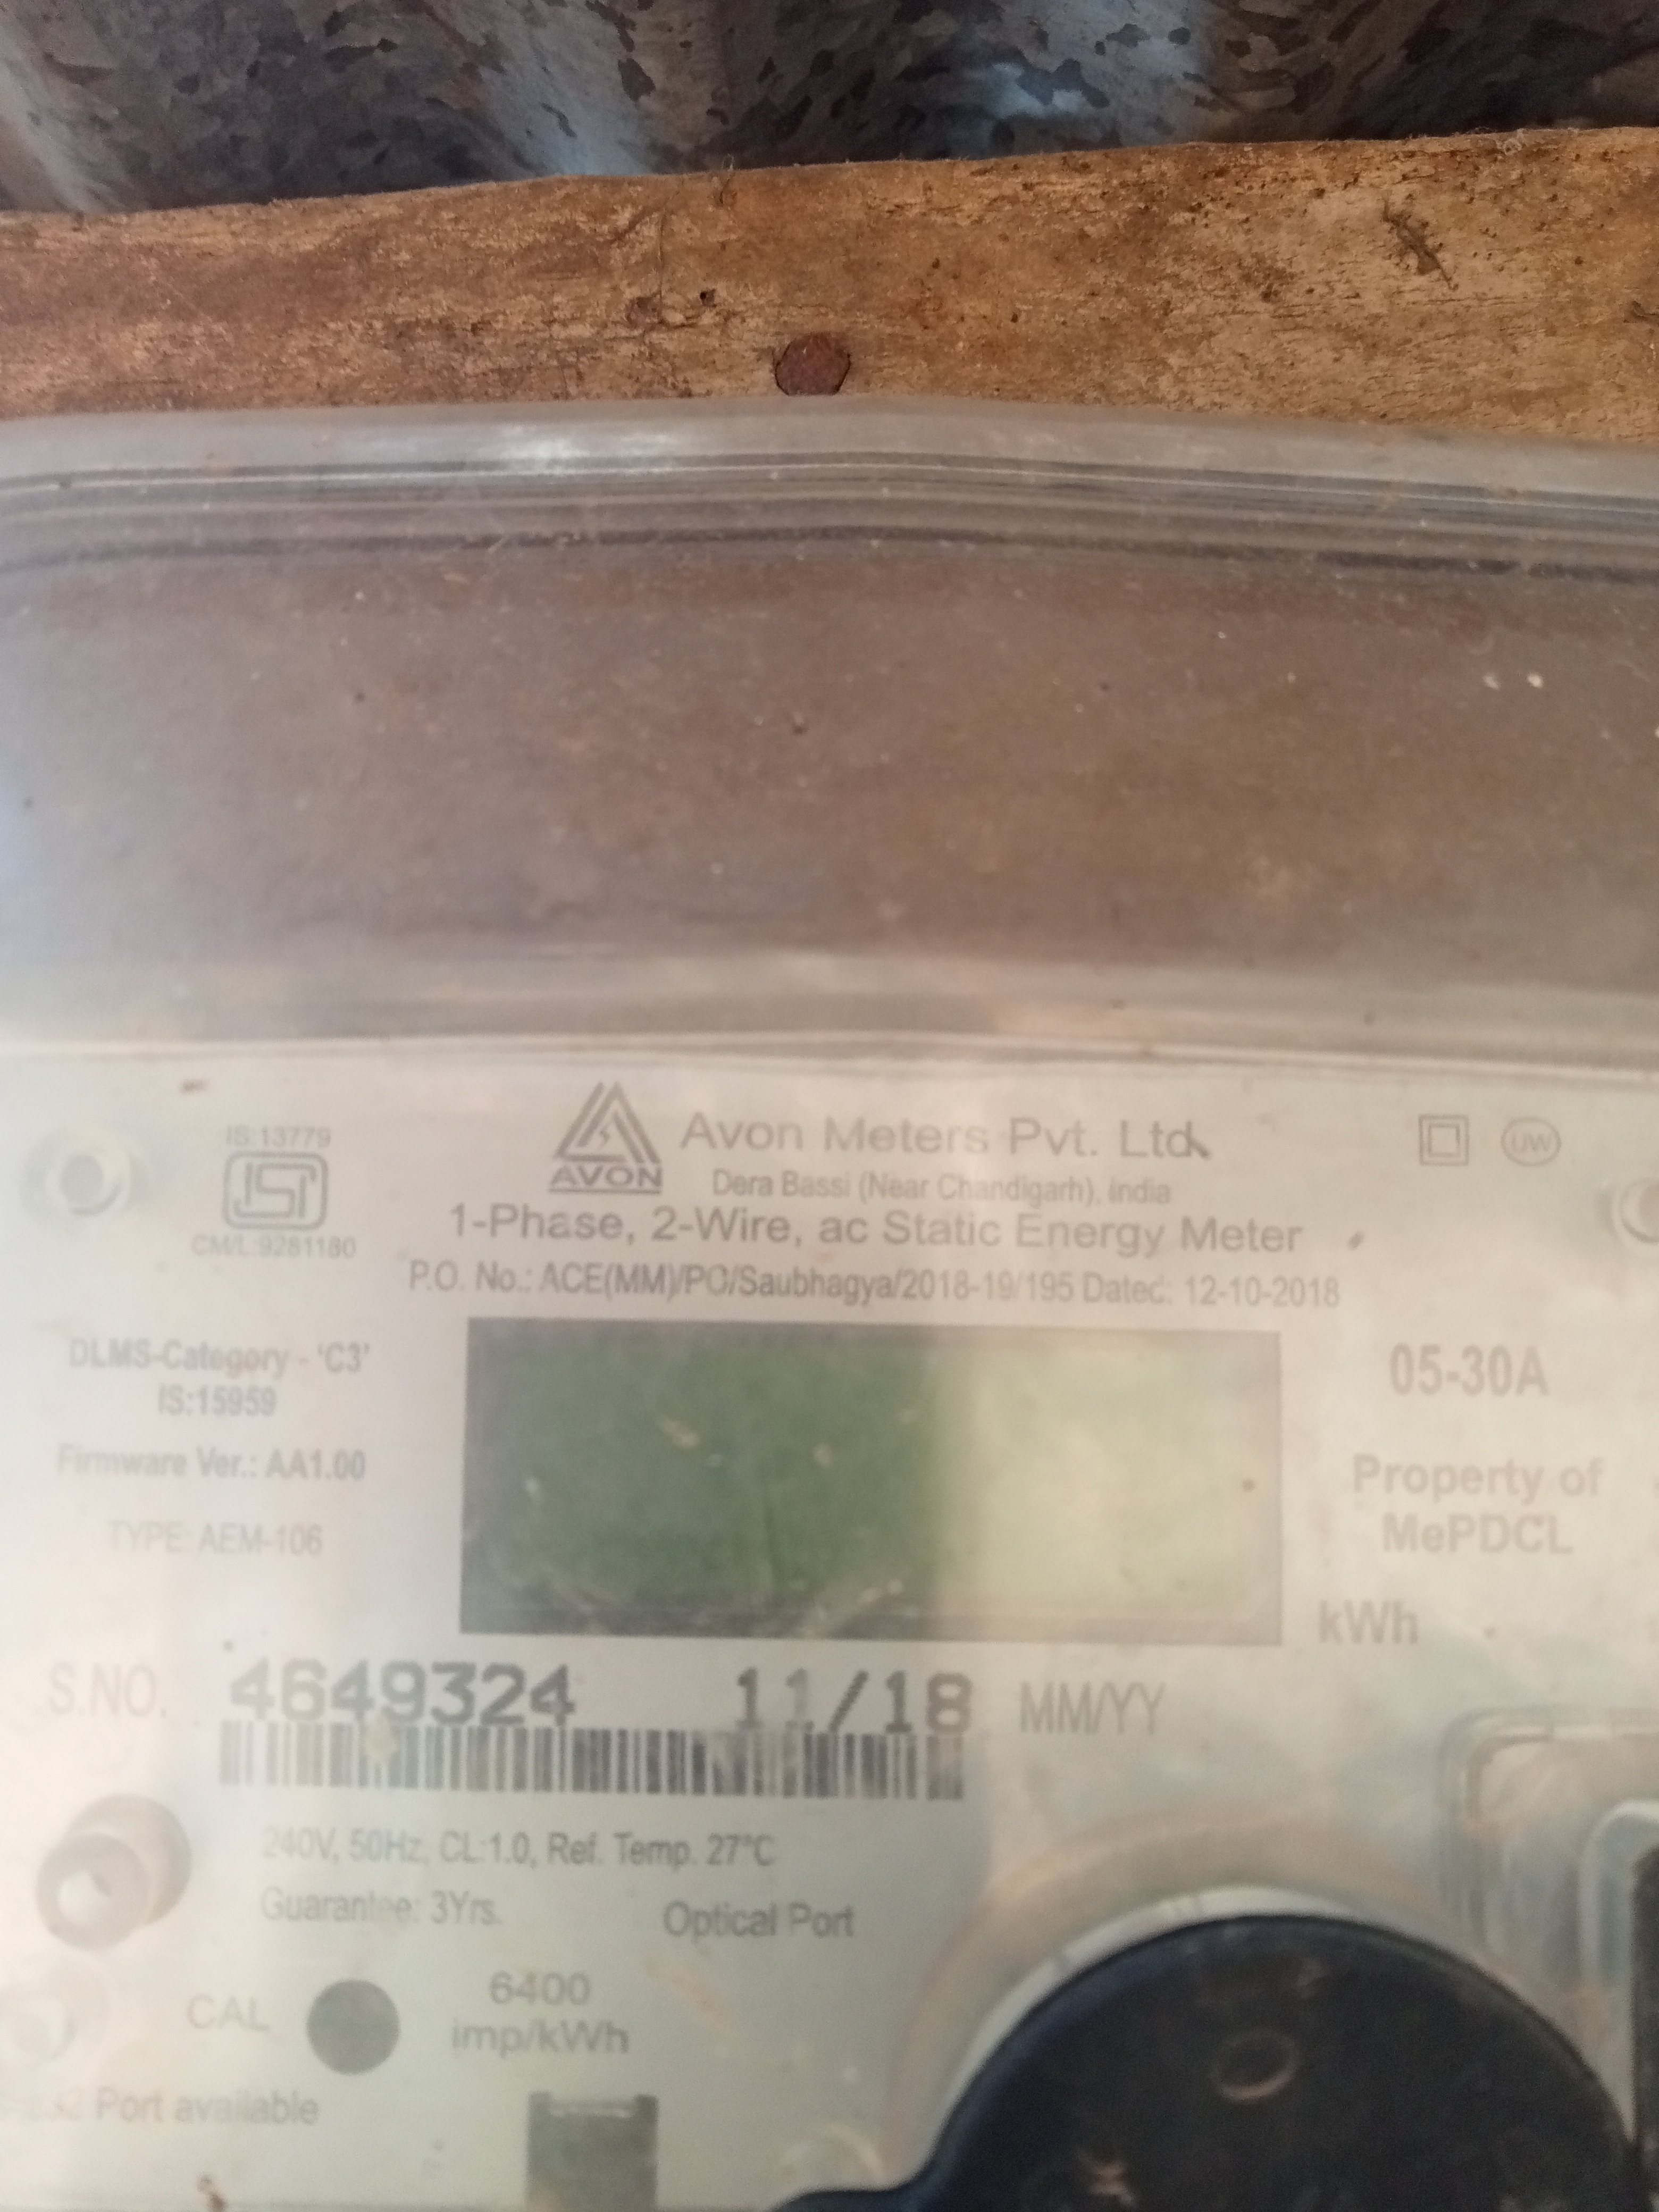 IS:13779
ISI
CM/L:9281180
AVON
Avon Meters Pvt. Ltd.
Dera Bassi (Near Chandigarh), India
UW
1-Phase, 2-Wire, ac Static Energy Meter
P.O. No.: ACE(MM)/PO/Saubhagya/2018-19/195 Dated: 12-10-2018
DLMS-Category - 'C3'
IS:15959
Firmware Ver.: AA1.00
TYPE: AEM-106
05-30A
Property of
MePDCL
kWh
S.NO. 4649324 11/18 MM/YY
240V, 50Hz, CL:1.0, Ref. Temp. 27°C
Guarantee: 3Yrs. Optical Port
CAL 6400
imp/kWh
Port available